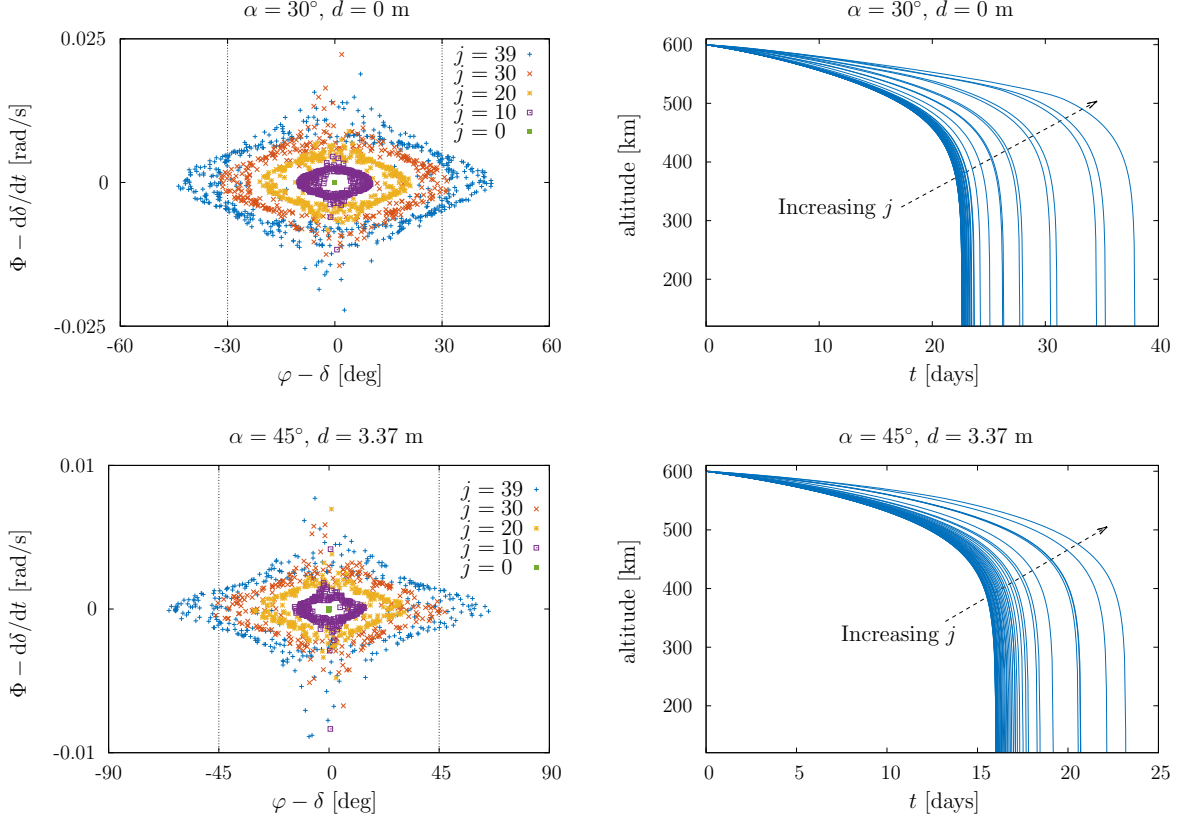 α = 30°, d = 0 m
0.025
0
-0.025
Φ − dδ/dt [rad/s]
j = 39
j = 30
j = 20
j = 10
j = 0
-60
-30
0
30
60
φ − δ [deg]
α = 30°, d = 0 m
600
500
400
300
200
altitude [km]
Increasing j
0
10
20
30
40
t [days]
α = 45°, d = 3.37 m
0.01
0
-0.01
Φ − dδ/dt [rad/s]
j = 39
j = 30
j = 20
j = 10
j = 0
-90
-45
0
45
90
φ − δ [deg]
α = 45°, d = 3.37 m
600
500
400
300
200
altitude [km]
Increasing j
0
5
10
15
20
25
t [days]